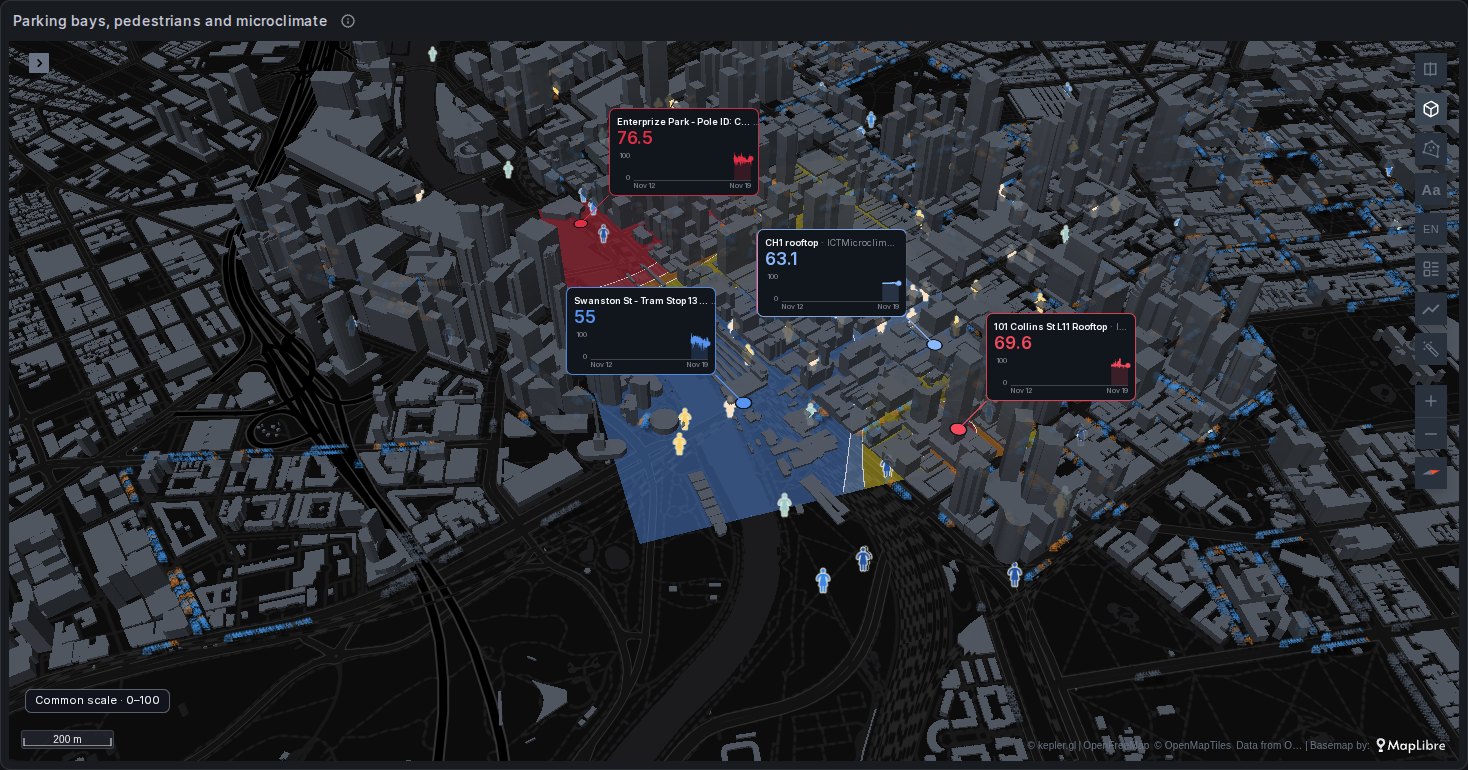 Parking bays, pedestrians and microclimate
Enterprize Park - Pole ID: C...
76.5
100
0
Nov 12
Nov 19
CH1 rooftop · ICTMicroclim...
63.1
100
0
Nov 12
Nov 19
Swanston St - Tram Stop 13 ...
55
100
0
Nov 12
Nov 19
101 Collins St L11 Rooftop · I...
69.6
100
0
Nov 12
Nov 19
Aa
EN
Common scale · 0–100
200 m
© kepler.gl | OpenFreeMap © OpenMapTiles Data from O... | Basemap by: MapLibre